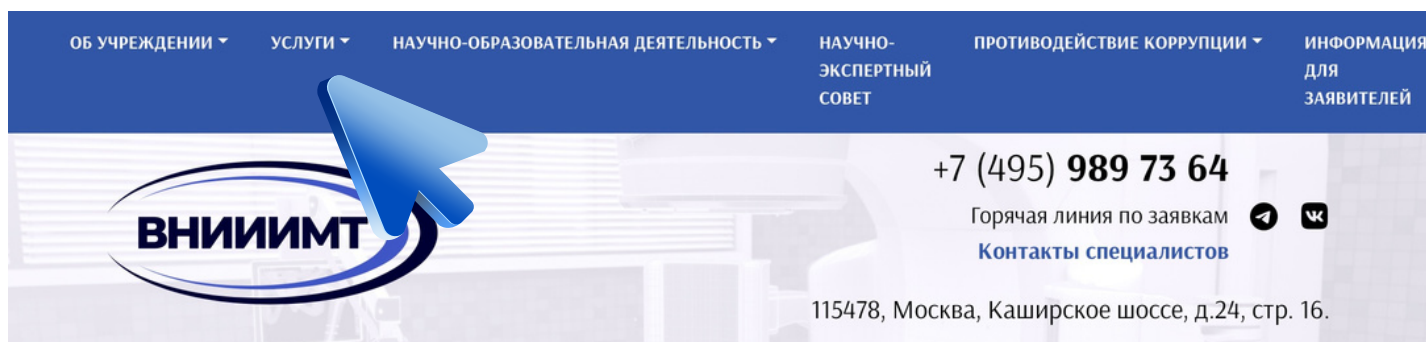 ОБ УЧРЕЖДЕНИИ
УСЛУГИ
НАУЧНО-ОБРАЗОВАТЕЛЬНАЯ ДЕЯТЕЛЬНОСТЬ
НАУЧНО-
ЭКСПЕРТНЫЙ
СОВЕТ
ПРОТИВОДЕЙСТВИЕ КОРРУПЦИИ
ИНФОРМАЦИЯ
ДЛЯ
ЗАЯВИТЕЛЕЙ
ВНИИИМТ
+7 (495) 989 73 64
Горячая линия по заявкам
Контакты специалистов
115478, Москва, Каширское шоссе, д.24, стр. 16.